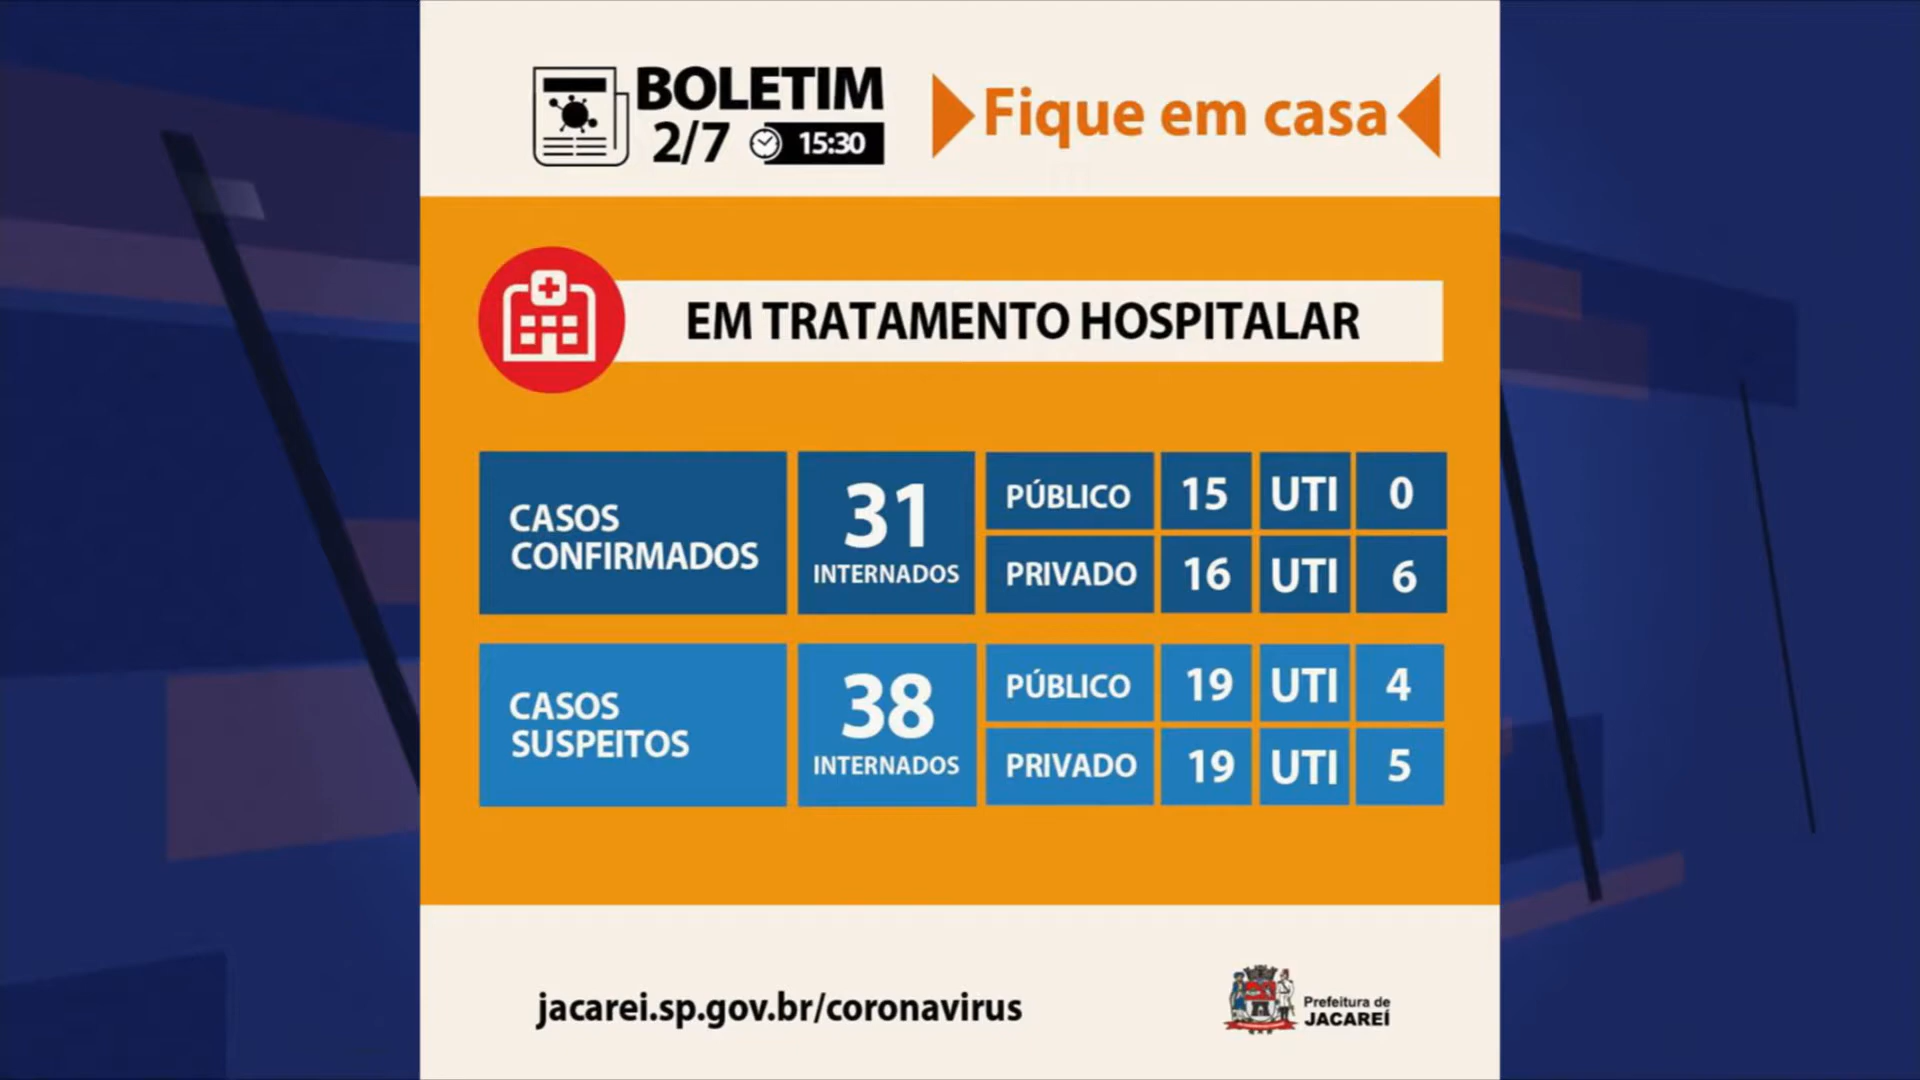 BOLETIM
2/7 15:30
Fique em casa
EM TRATAMENTO HOSPITALAR
CASOS
CONFIRMADOS
31
INTERNADOS
PÚBLICO 15 UTI 0
PRIVADO 16 UTI 6
CASOS
SUSPEITOS
38
INTERNADOS
PÚBLICO 19 UTI 4
PRIVADO 19 UTI 5
jacarei.sp.gov.br/coronavirus
Prefeitura de
JACAREÍ